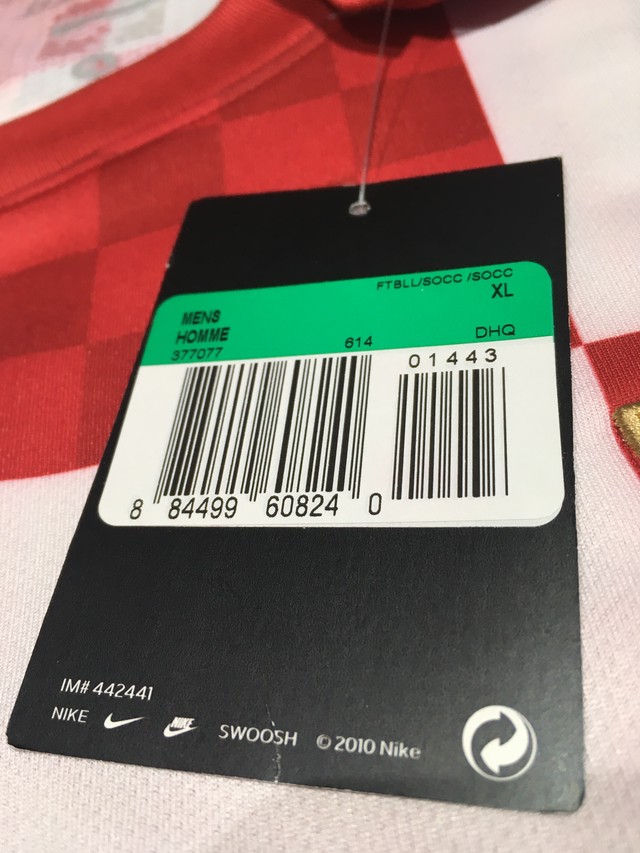 FTBLL/SOCC /SOCC
XL
MENS
HOMME
377077 614 DHQ
01443
8 84499 60824 0
IM# 442441
NIKE NIKE SWOOSH © 2010 Nike